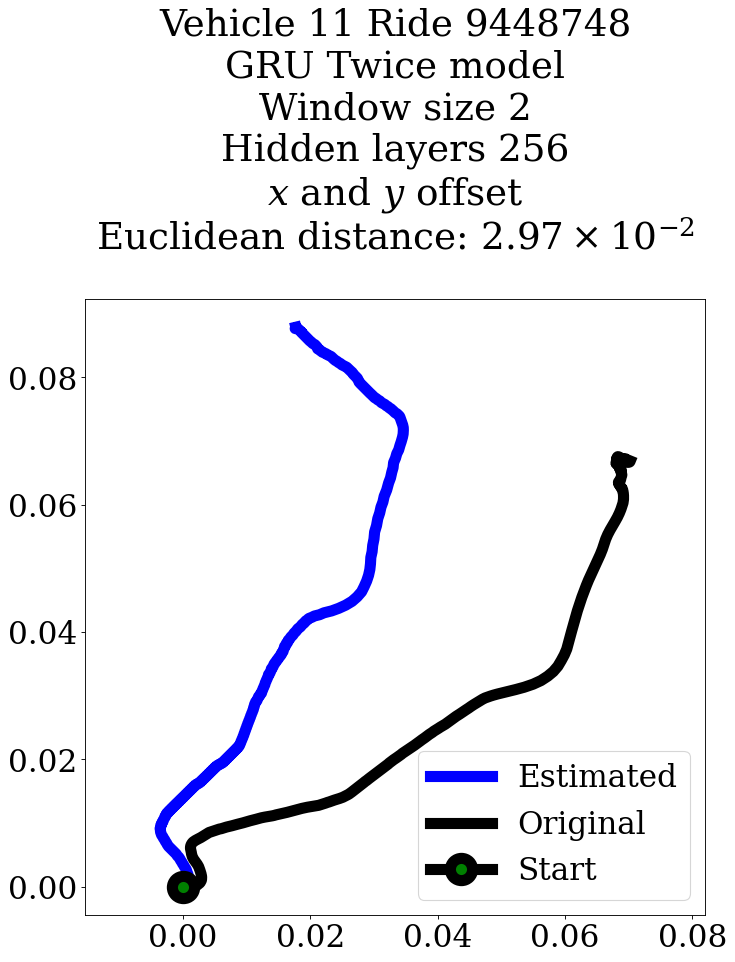 Vehicle 11 Ride 9448748
GRU Twice model
Window size 2
Hidden layers 256
x and y offset
Euclidean distance: 2.97 × 10⁻²
0.08
0.06
0.04
0.02
0.00
Estimated
Original
Start
0.00 0.02 0.04 0.06 0.08